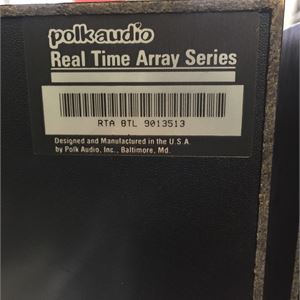 polk audio
Real Time Array Series
RTA 8TL 9013513
Designed and Manufactured in the U.S.A
by Polk Audio, Inc., Baltimore, Md.